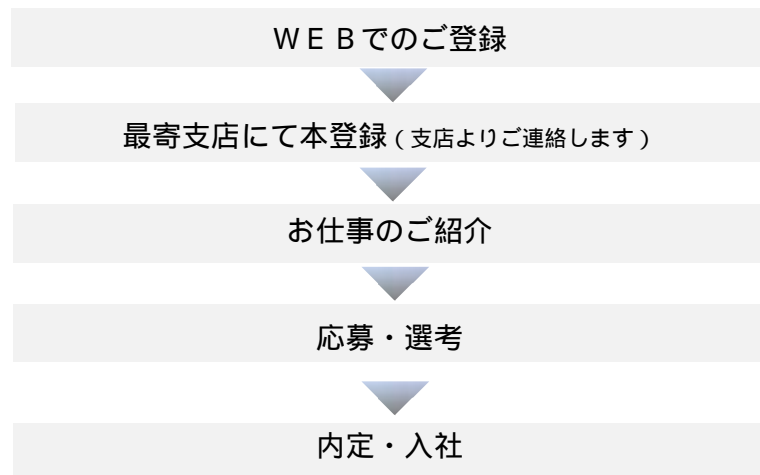 ＷＥＢでのご登録
最寄支店にて本登録（支店よりご連絡します）
お仕事のご紹介
応募・選考
内定・入社